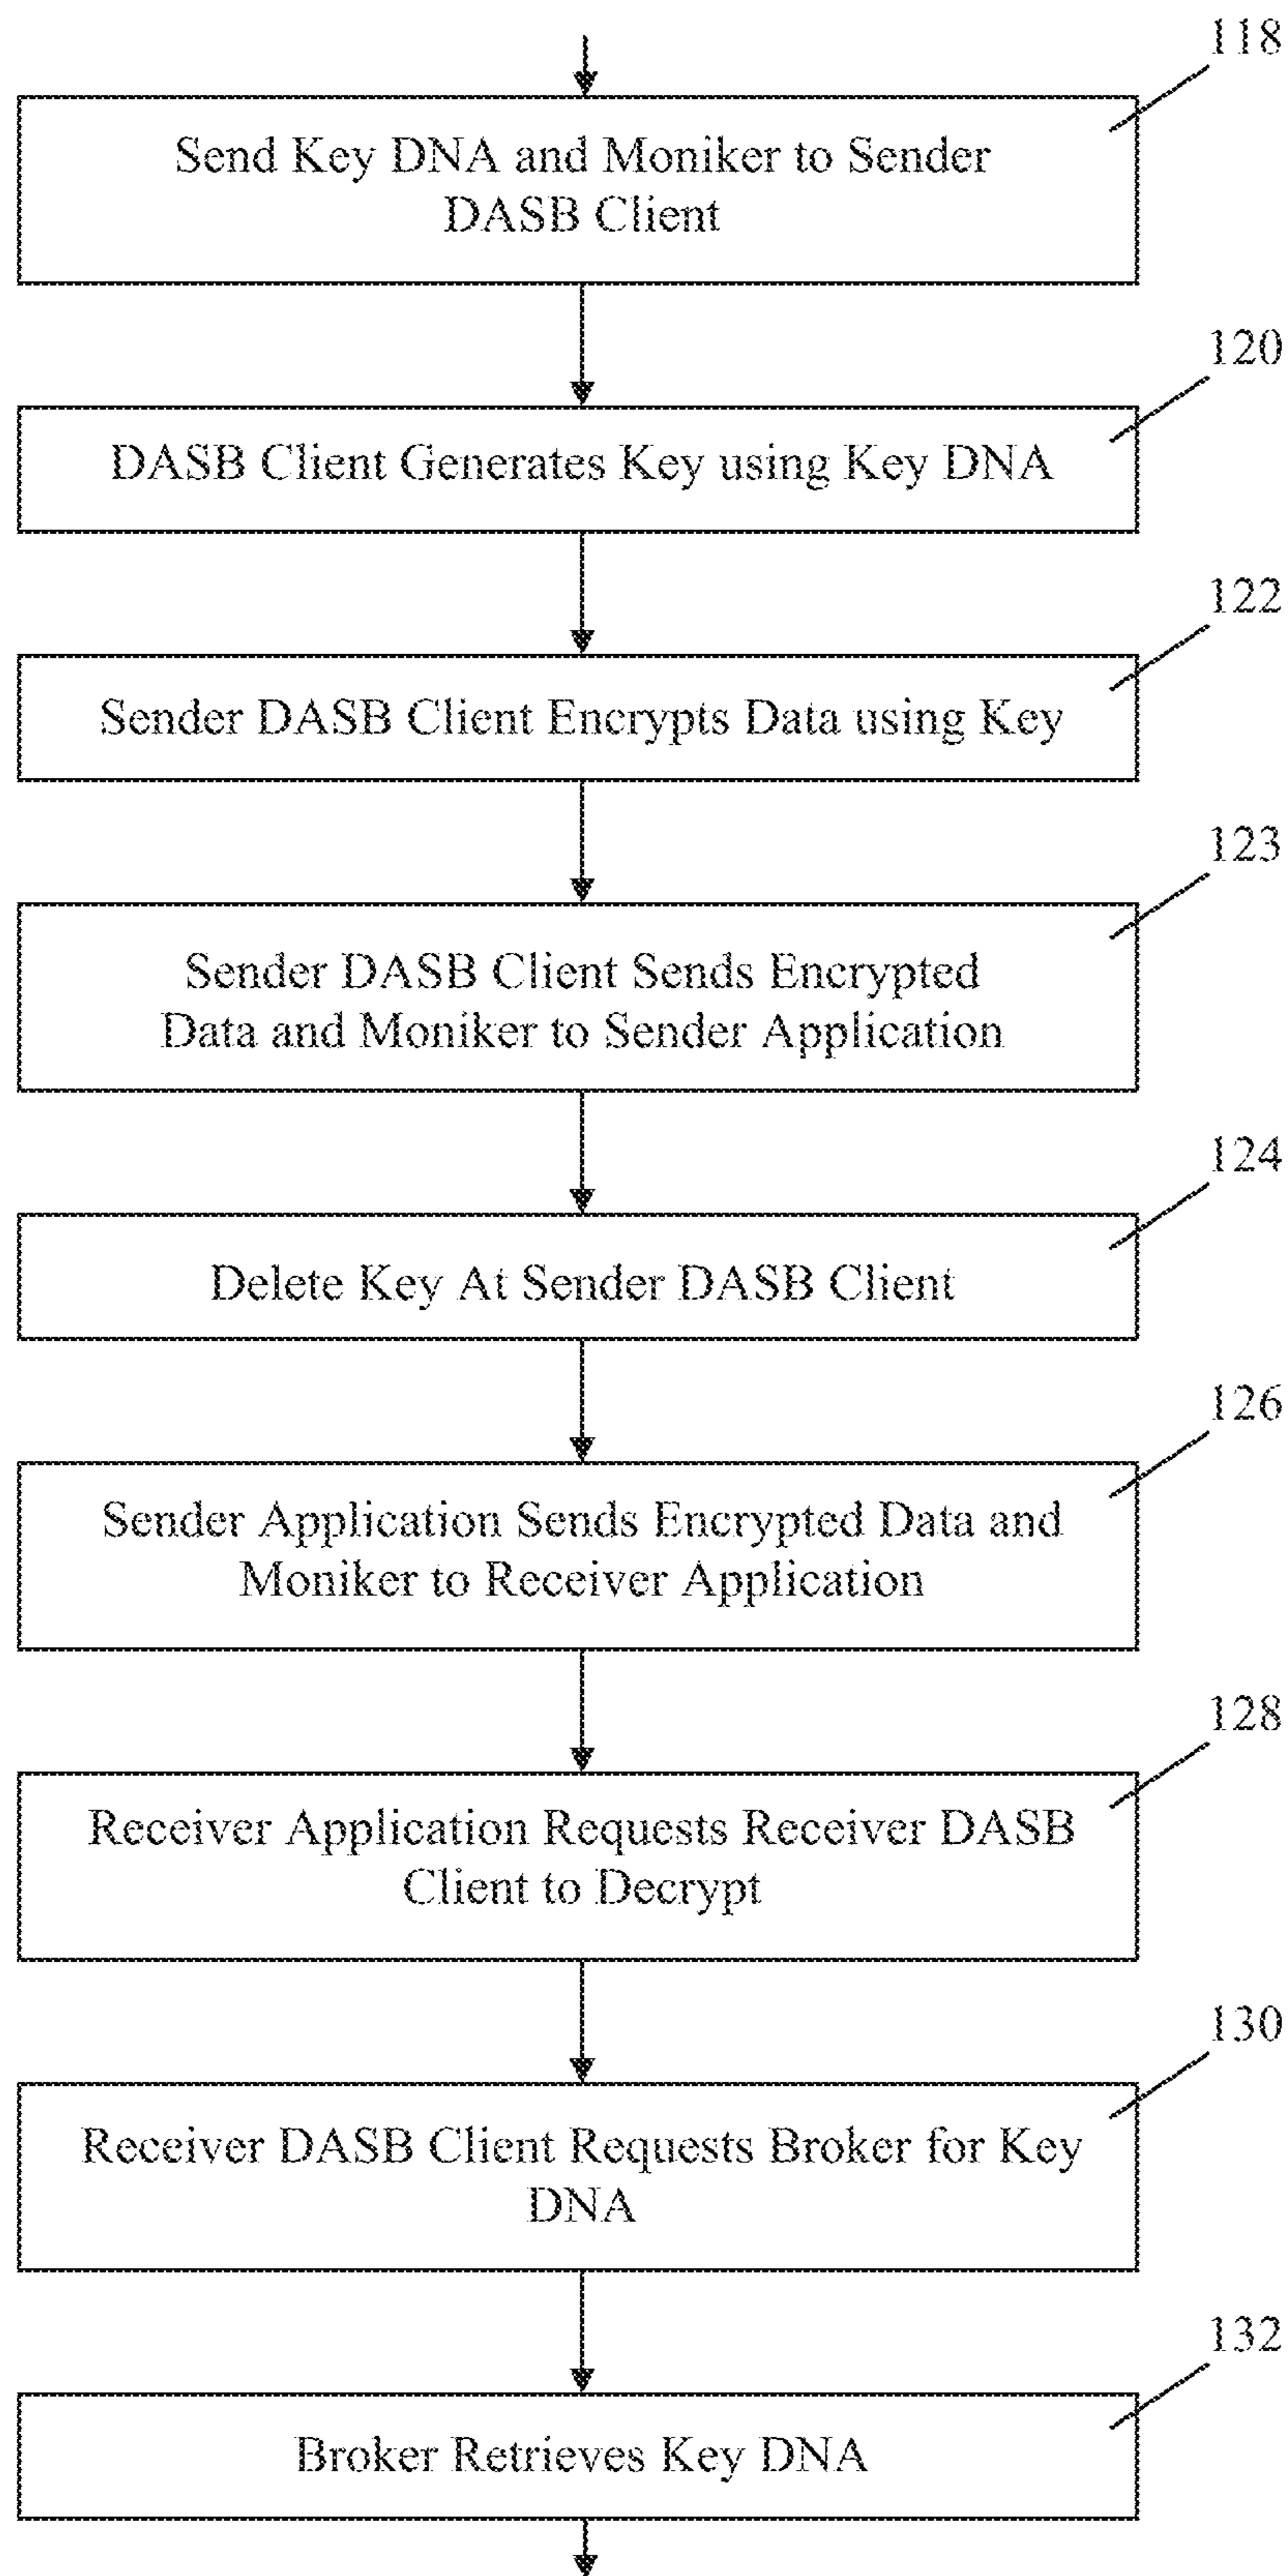 118
Send Key DNA and Moniker to Sender
DASB Client
120
DASB Client Generates Key using Key DNA
122
Sender DASB Client Encrypts Data using Key
123
Sender DASB Client Sends Encrypted
Data and Moniker to Sender Application
124
Delete Key At Sender DASB Client
126
Sender Application Sends Encrypted Data and
Moniker to Receiver Application
128
Receiver Application Requests Receiver DASB
Client to Decrypt
130
Receiver DASB Client Requests Broker for Key
DNA
132
Broker Retrieves Key DNA